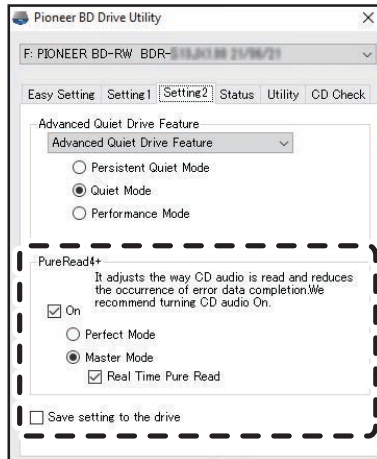 Pioneer BD Drive Utility
F: PIONEER BD-RW BDR-
Easy Setting Setting1 Setting2 Status Utility CD Check
Advanced Quiet Drive Feature
Advanced Quiet Drive Feature
Persistent Quiet Mode
Quiet Mode
Performance Mode
PureRead4+
It adjusts the way CD audio is read and reduces
the occurrence of error data completion.We
recommend turning CD audio On.
On
Perfect Mode
Master Mode
Real Time Pure Read
Save setting to the drive